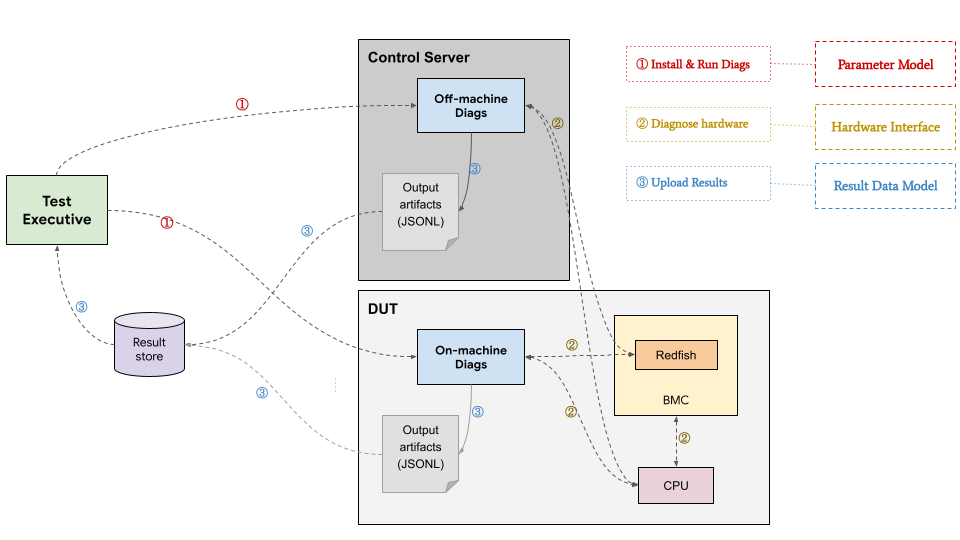 Control Server
Off-machine
Diags
①
②
③
Output
artifacts
(JSONL)
① Install & Run Diags
Parameter Model
② Diagnose hardware
Hardware Interface
③ Upload Results
Result Data Model
Test
Executive
①
③
③
Result
store
③
DUT
On-machine
Diags
②
②
③
Output
artifacts
(JSONL)
Redfish
BMC
②
CPU